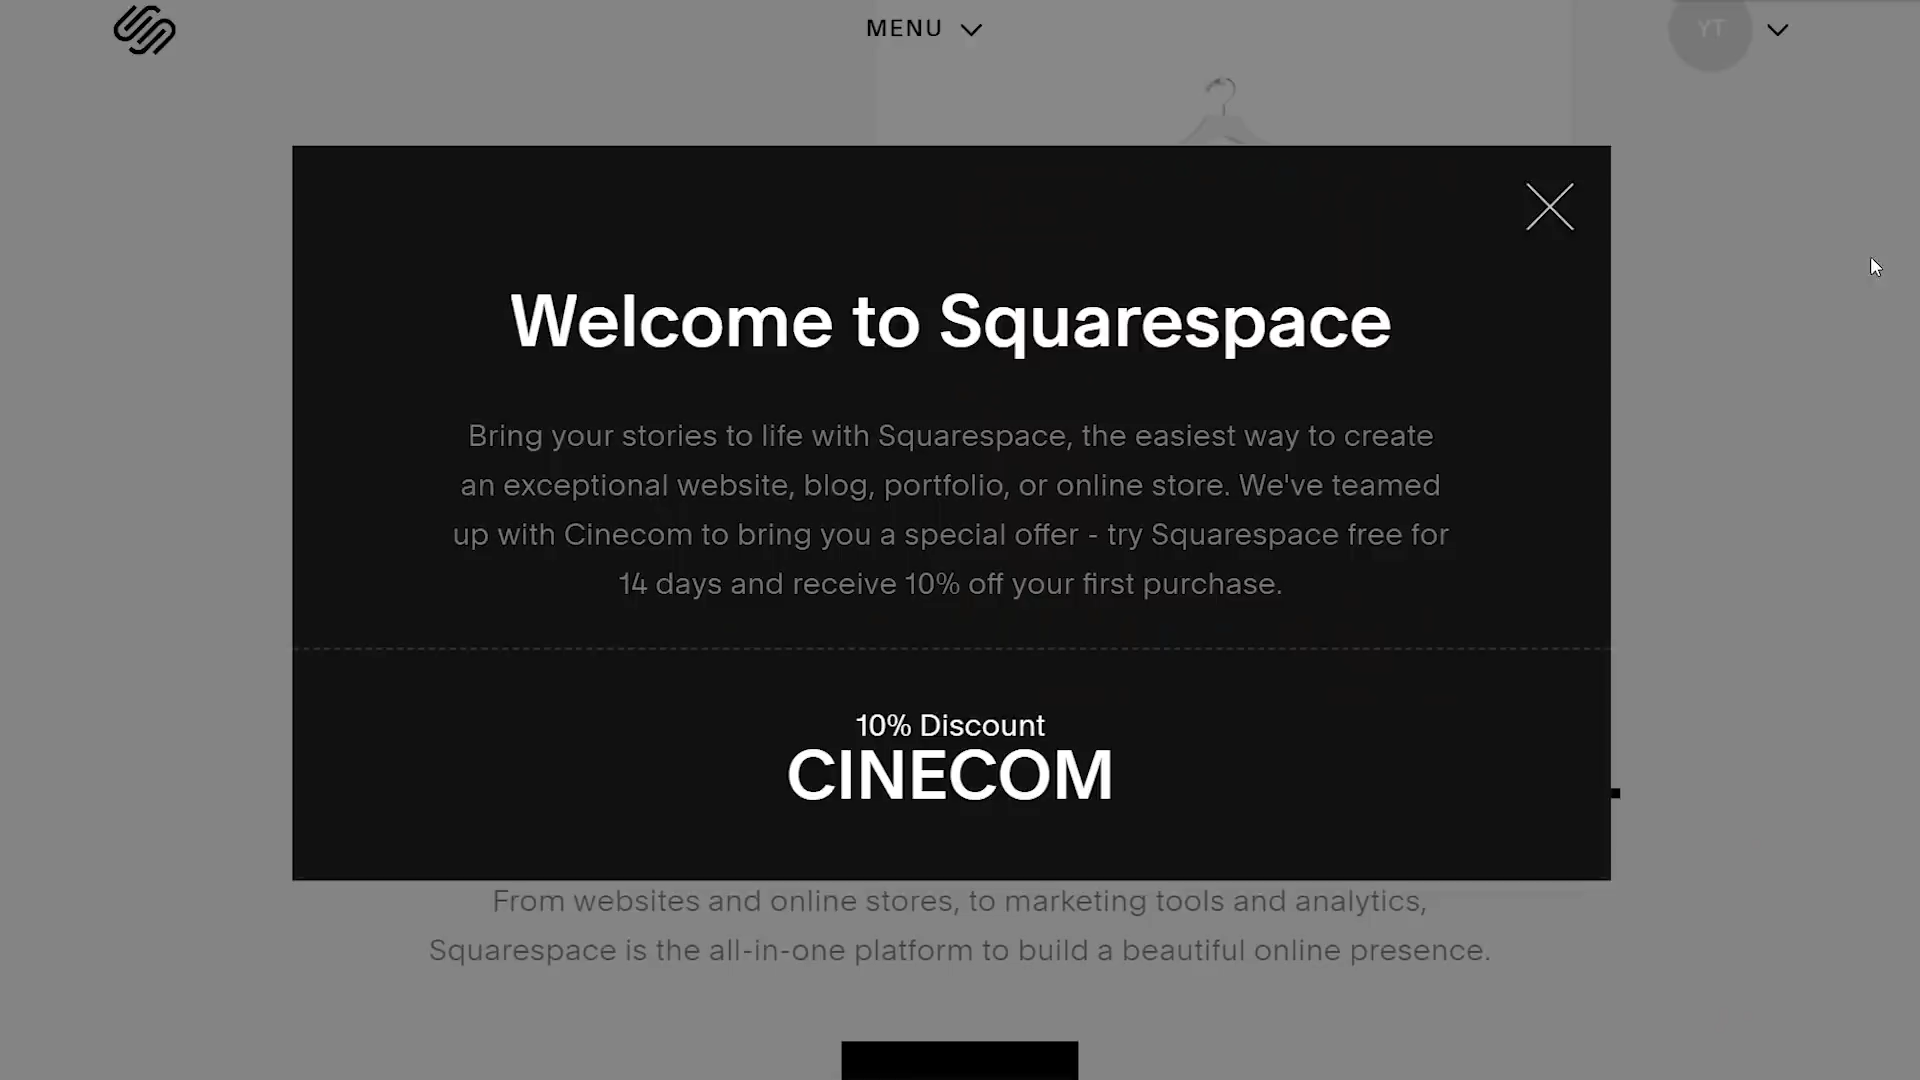 MENU
YT
Welcome to Squarespace
Bring your stories to life with Squarespace, the easiest way to create
an exceptional website, blog, portfolio, or online store. We've teamed
up with Cinecom to bring you a special offer - try Squarespace free for
14 days and receive 10% off your first purchase.
10% Discount
CINECOM
From websites and online stores, to marketing tools and analytics,
Squarespace is the all-in-one platform to build a beautiful online presence.